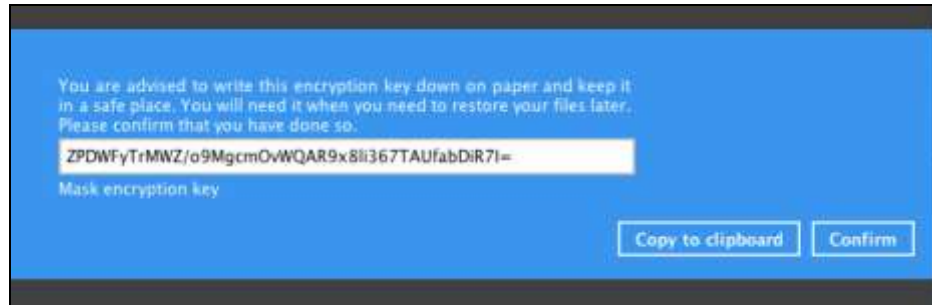 You are advised to write this encryption key down on paper and keep it
in a safe place. You will need it when you need to restore your files later.
Please confirm that you have done so.
ZPDWFyTrMWZ/o9MgcmOvWQAR9x8li367TAUfabDiR7I=
Mask encryption key
Copy to clipboard
Confirm